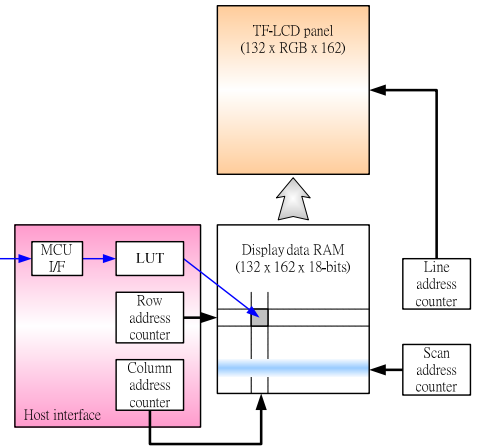 TF-LCD panel
(132 x RGB x 162)
MCU
I/F
LUT
Display data RAM
(132 x 162 x 18-bits)
Row
address
counter
Line
address
counter
Column
address
counter
Scan
address
counter
Host interface